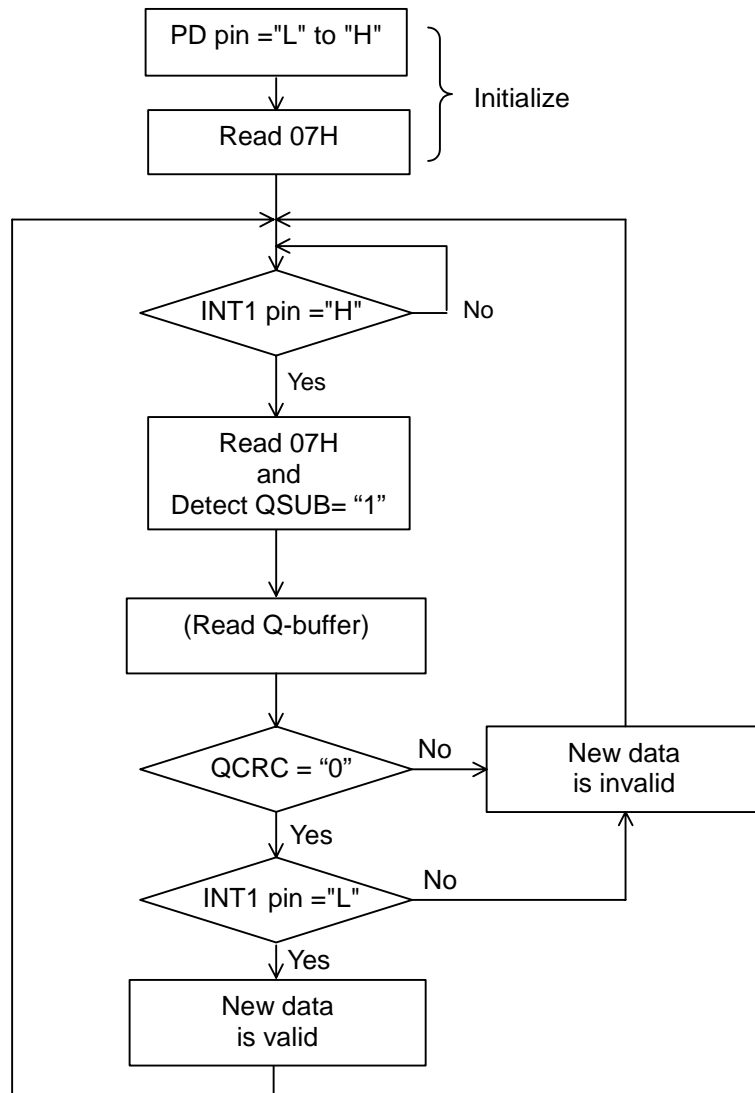 PD pin ="L" to "H"
Initialize
Read 07H
INT1 pin ="H"
No
Yes
Read 07H
and
Detect QSUB= “1”
(Read Q-buffer)
QCRC = “0”
No
New data
is invalid
Yes
INT1 pin ="L"
No
Yes
New data
is valid